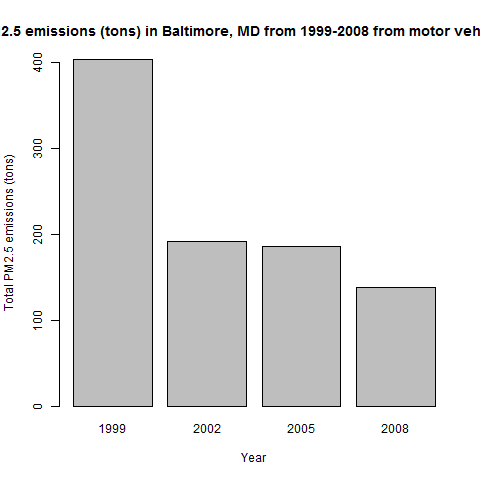 2.5 emissions (tons) in Baltimore, MD from 1999-2008 from motor veh
Total PM2.5 emissions (tons)
400
300
200
100
0
1999 2002 2005 2008
Year